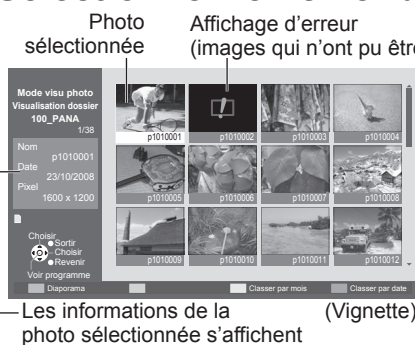 Photo
sélectionnée
Affichage d'erreur
(images qui n'ont pu êtr
Mode visu photo
Visualisation dossier
100_PANA
1/38
Nom
p1010001
Date
23/10/2008
Pixel
1600 x 1200
Choisir
Sortir
Choisir
Revenir
Voir programme
p1010001
p1010002
p1010003
p1010004
p1010005
p1010006
p1010007
p1010008
p1010009
p1010010
p1010011
p1010012
Diaporama
Classer par mois
Classer par date
Les informations de la
photo sélectionnée s'affichent
(Vignette)